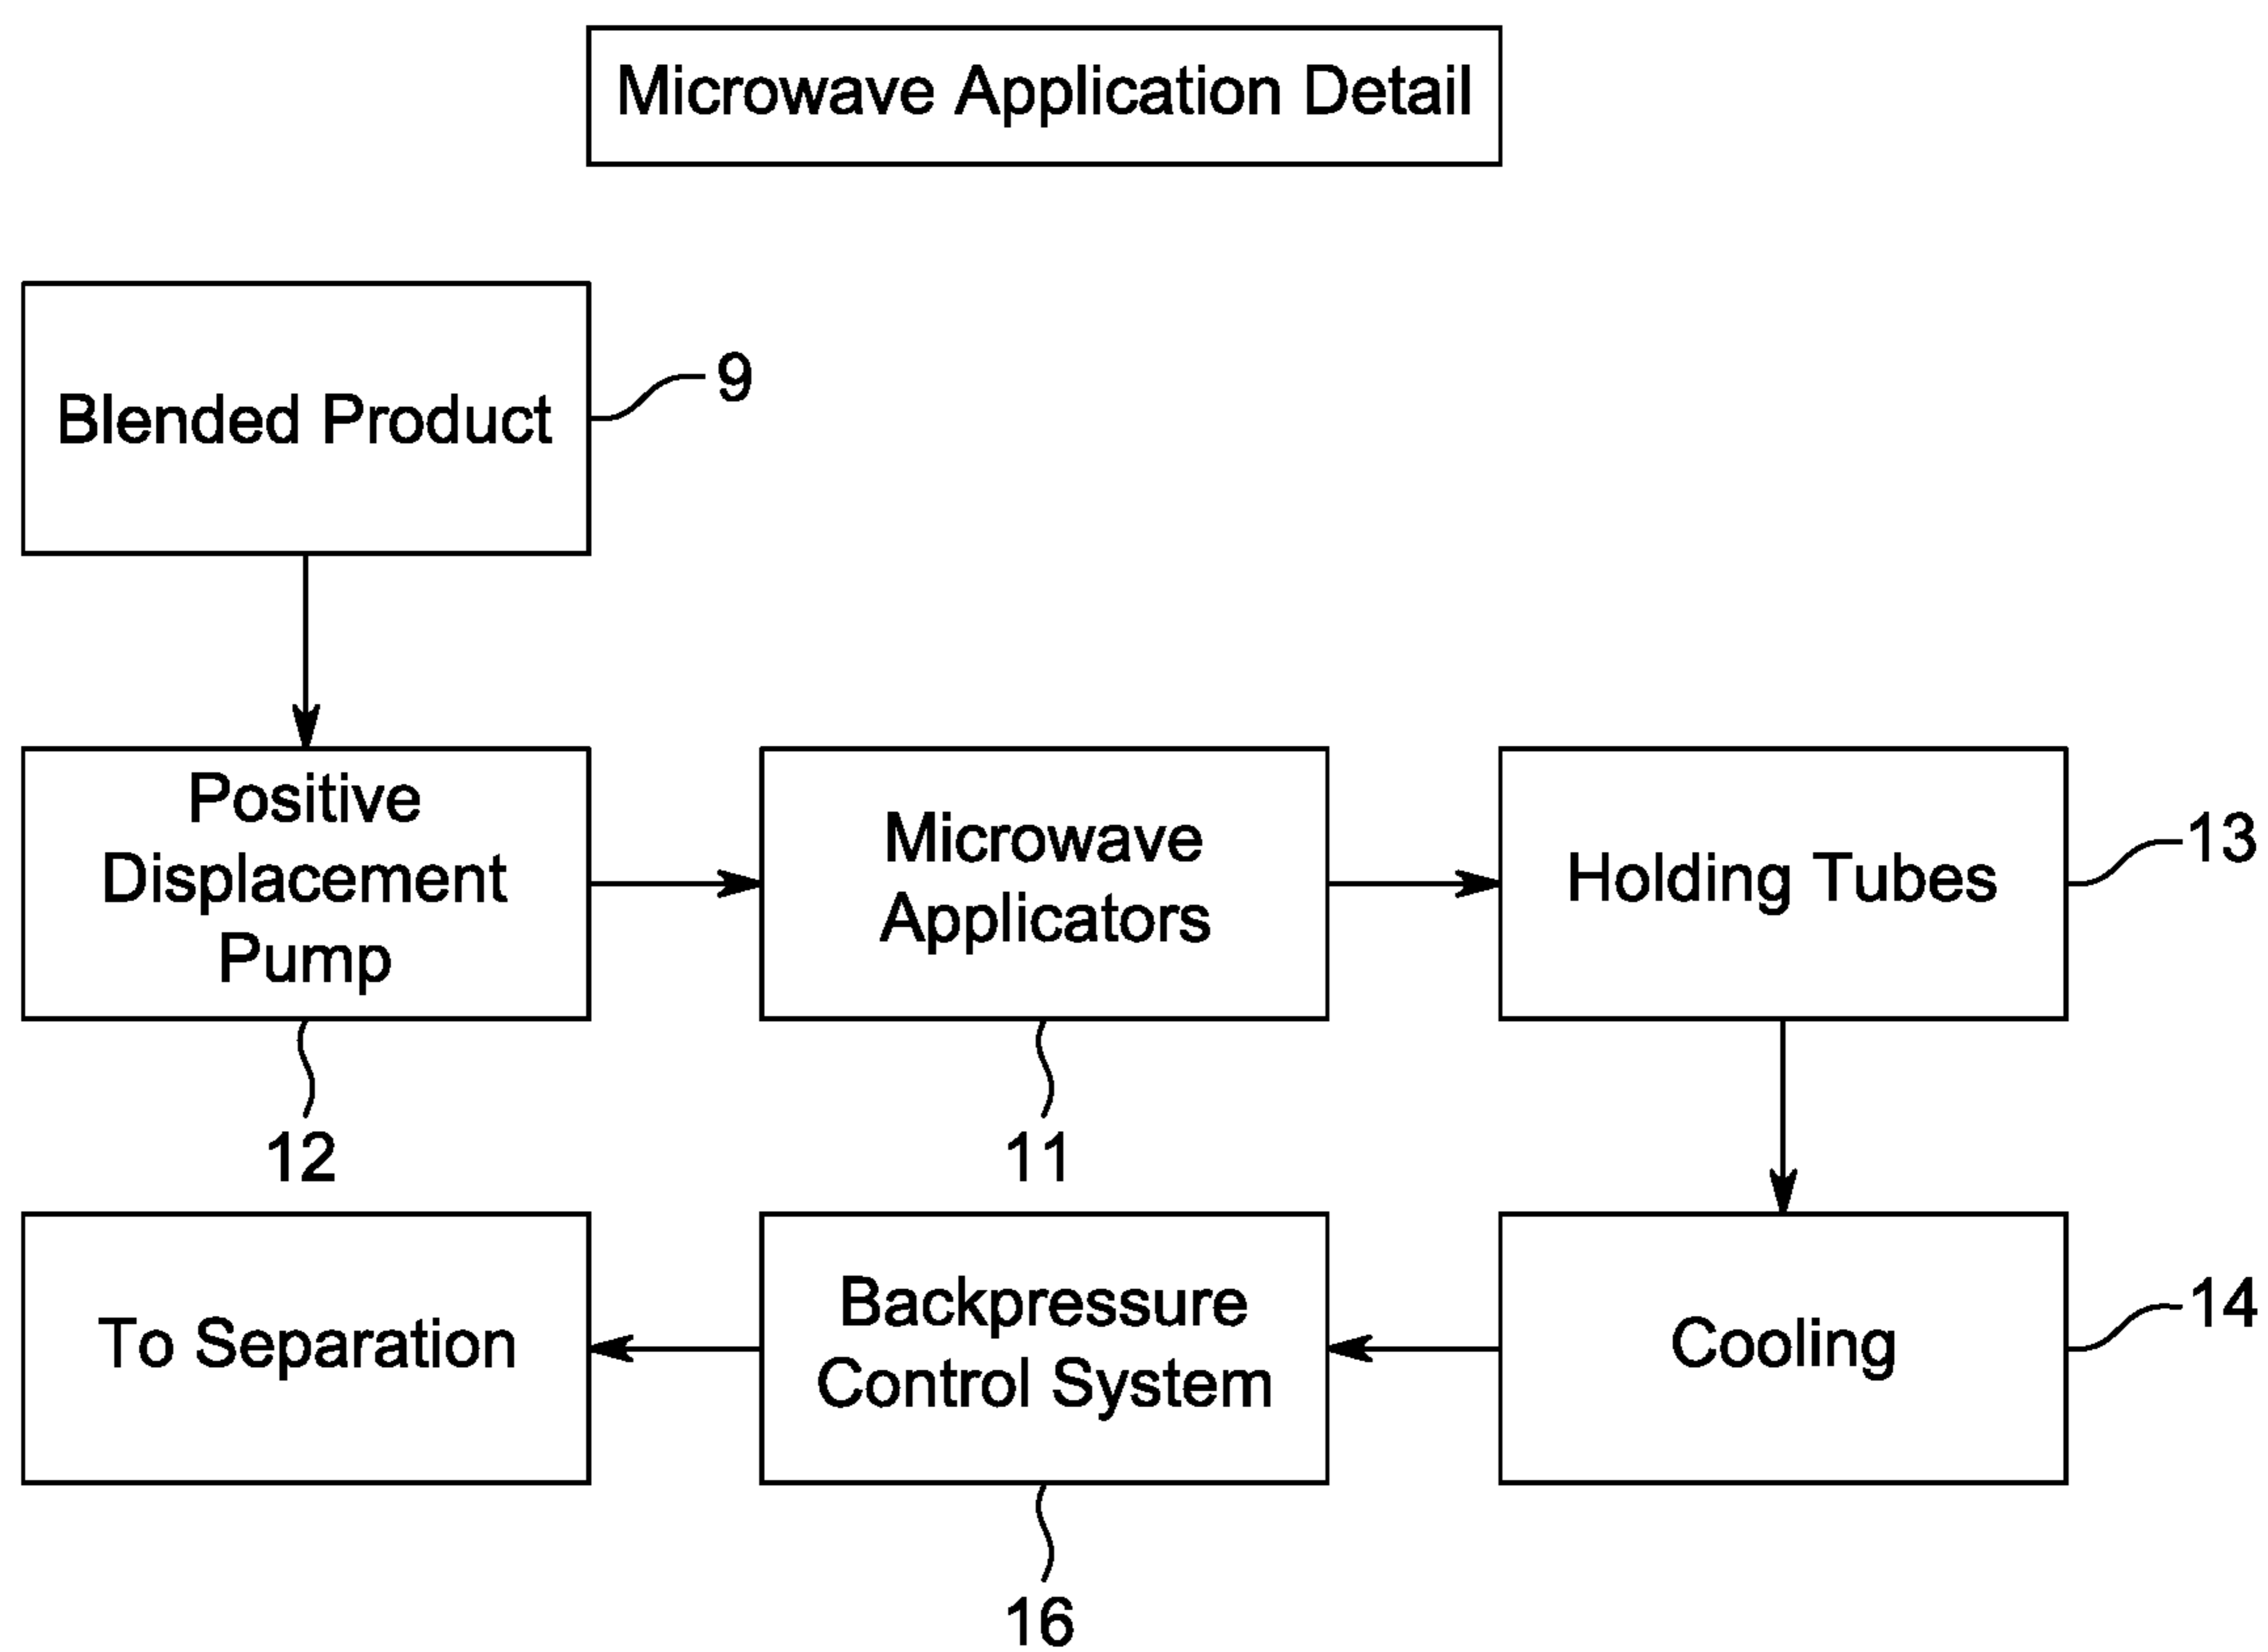 Microwave Application Detail
Blended Product
9
Positive
Displacement
Pump
12
Microwave
Applicators
11
Holding Tubes
13
Cooling
14
Backpressure
Control System
16
To Separation